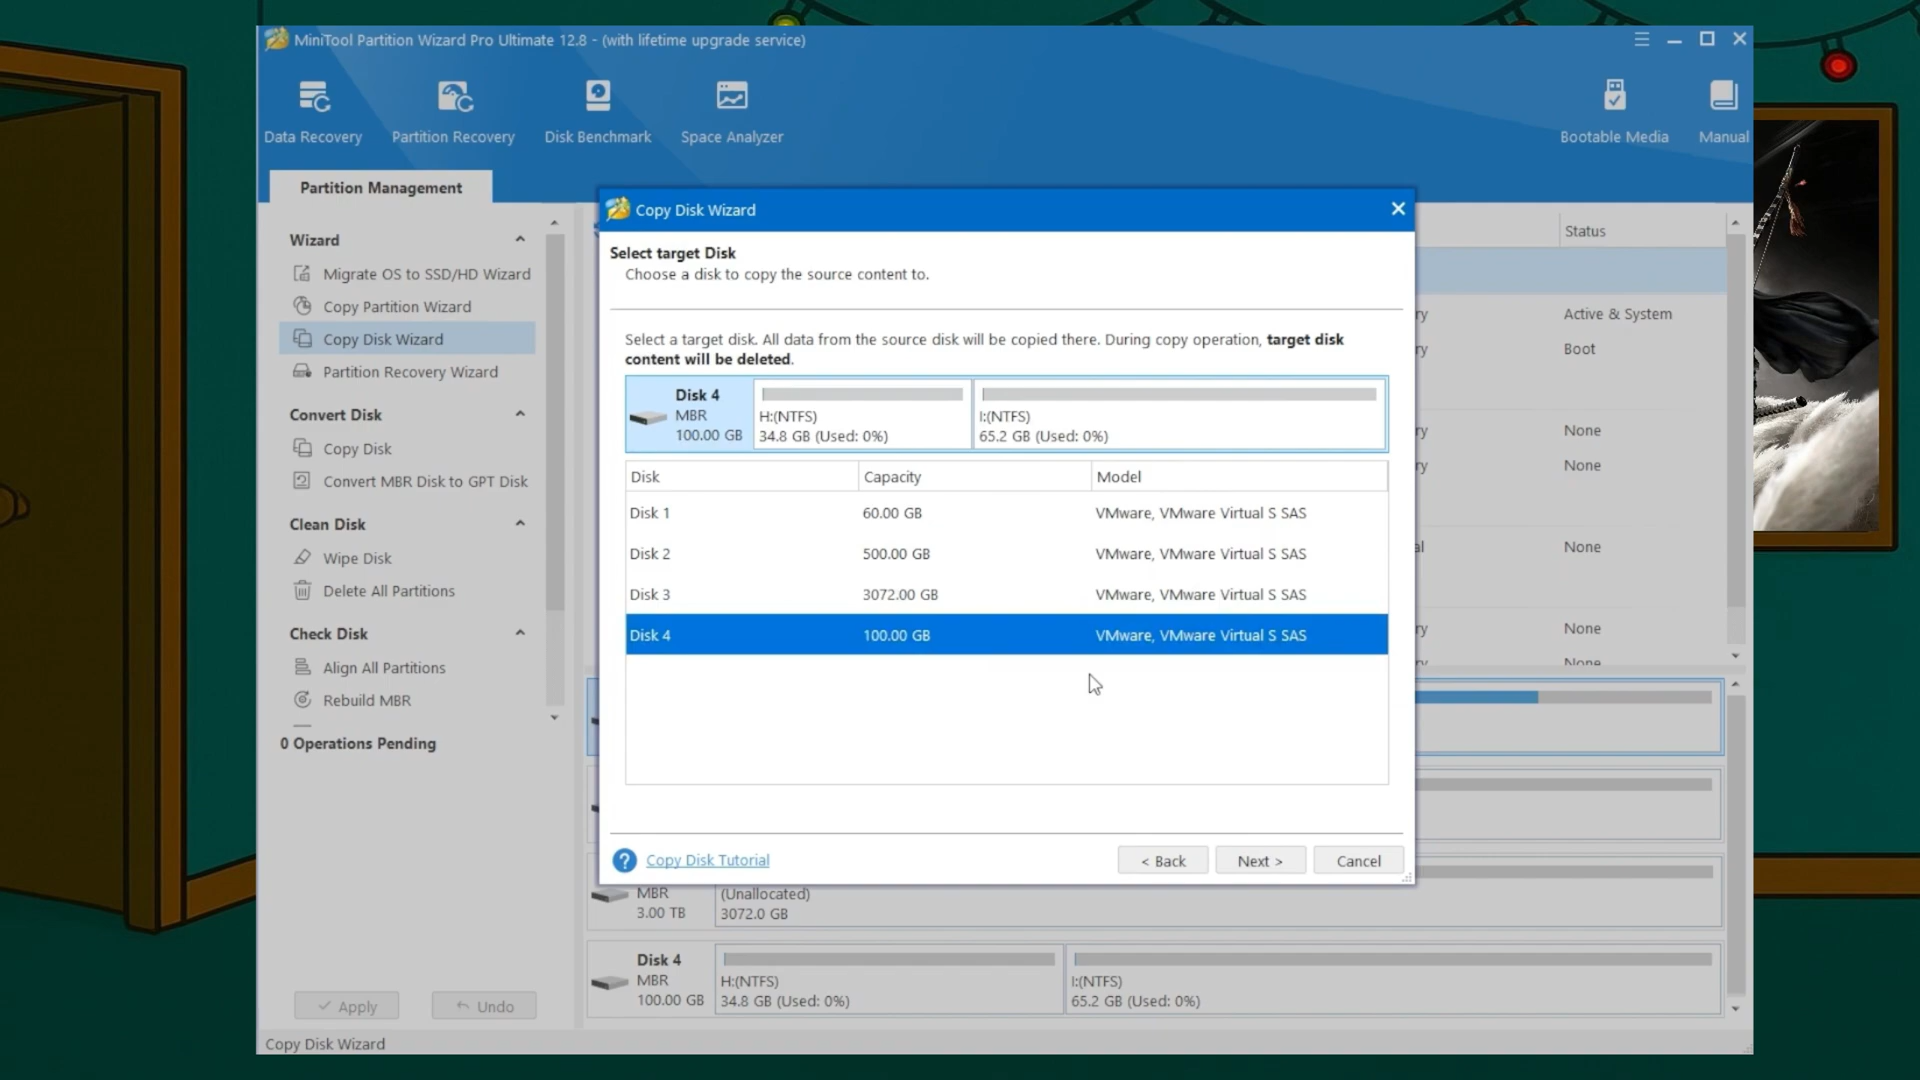 MiniTool Partition Wizard Pro Ultimate 12.8 - (with lifetime upgrade service)
Data Recovery
Partition Recovery
Disk Benchmark
Space Analyzer
Bootable Media
Manual
Partition Management
Wizard
Migrate OS to SSD/HD Wizard
Copy Partition Wizard
Copy Disk Wizard
Partition Recovery Wizard
Convert Disk
Copy Disk
Convert MBR Disk to GPT Disk
Clean Disk
Wipe Disk
Delete All Partitions
Check Disk
Align All Partitions
Rebuild MBR
0 Operations Pending
Apply
Undo
Copy Disk Wizard
Copy Disk Wizard
Select target Disk
Choose a disk to copy the source content to.
Select a target disk. All data from the source disk will be copied there. During copy operation, target disk
content will be deleted.
Disk 4
MBR
100.00 GB
H:(NTFS)
34.8 GB (Used: 0%)
I:(NTFS)
65.2 GB (Used: 0%)
Disk Capacity Model
Disk 1 60.00 GB VMware, VMware Virtual S SAS
Disk 2 500.00 GB VMware, VMware Virtual S SAS
Disk 3 3072.00 GB VMware, VMware Virtual S SAS
Disk 4 100.00 GB VMware, VMware Virtual S SAS
Copy Disk Tutorial
< Back
Next >
Cancel
Status
Active & System
Boot
None
None
None
None
None
MBR
3.00 TB
(Unallocated)
3072.0 GB
Disk 4
MBR
100.00 GB
H:(NTFS)
34.8 GB (Used: 0%)
I:(NTFS)
65.2 GB (Used: 0%)